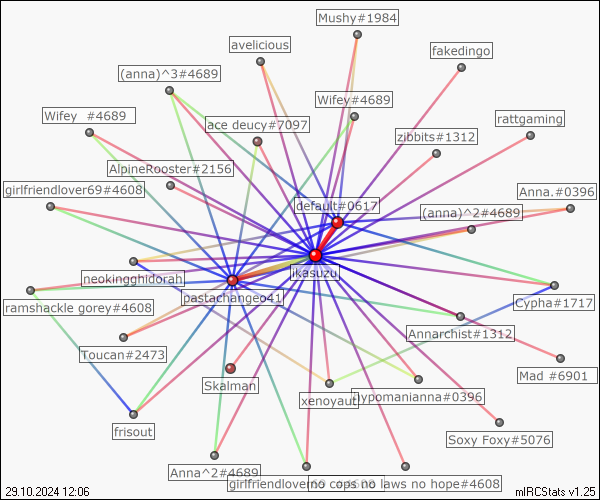 Mushy#1984
avelicious
fakedingo
(anna)^3#4689
Wifey#4689
Wifey #4689
ace deucy#7097
rattgaming
zibbits#1312
AlpineRooster#2156
girlfriendlover69#4608
Anna.#0396
default#0617
(anna)^2#4689
ikasuzu
neokingghidorah
pastachangeo41
Cypha#1717
ramshackle gorey#4608
Annarchist#1312
Toucan#2473
Mad #6901
Skalman
xenoyaut
hypomanianna#0396
frisout
Soxy Foxy#5076
Anna^2#4689
no cops no laws no hope#4608
29.10.2024 12:06
mIRCStats v1.25